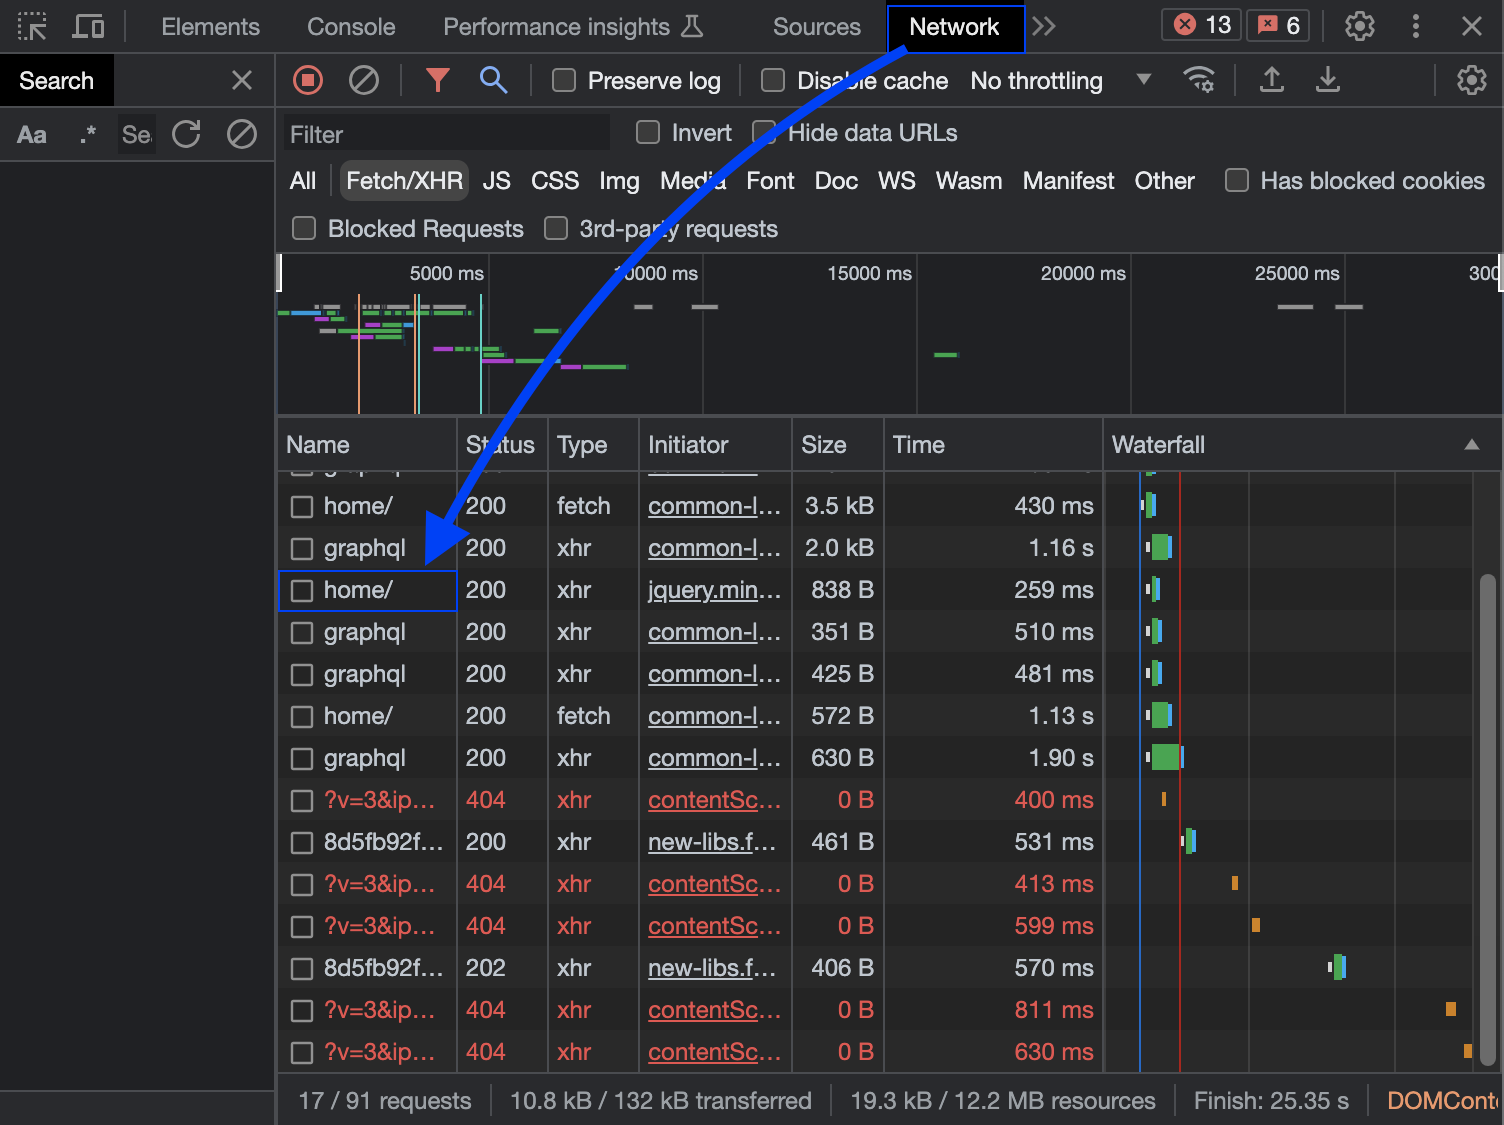 Elements Console Performance insights Sources Network 13 6
Search Preserve log Disable cache No throttling
Aa .* Se Filter Invert Hide data URLs
All Fetch/XHR JS CSS Img Media Font Doc WS Wasm Manifest Other Has blocked cookies
Blocked Requests 3rd-party requests
5000 ms 10000 ms 15000 ms 20000 ms 25000 ms 300
Name Status Type Initiator Size Time Waterfall
home/ 200 fetch common-l… 3.5 kB 430 ms
graphql 200 xhr common-l… 2.0 kB 1.16 s
home/ 200 xhr jquery.min… 838 B 259 ms
graphql 200 xhr common-l… 351 B 510 ms
graphql 200 xhr common-l… 425 B 481 ms
home/ 200 fetch common-l… 572 B 1.13 s
graphql 200 xhr common-l… 630 B 1.90 s
?v=3&ip… 404 xhr contentSc… 0 B 400 ms
8d5fb92f… 200 xhr new-libs.f… 461 B 531 ms
?v=3&ip… 404 xhr contentSc… 0 B 413 ms
?v=3&ip… 404 xhr contentSc… 0 B 599 ms
8d5fb92f… 202 xhr new-libs.f… 406 B 570 ms
?v=3&ip… 404 xhr contentSc… 0 B 811 ms
?v=3&ip… 404 xhr contentSc… 0 B 630 ms
17 / 91 requests 10.8 kB / 132 kB transferred 19.3 kB / 12.2 MB resources Finish: 25.35 s DOMConte